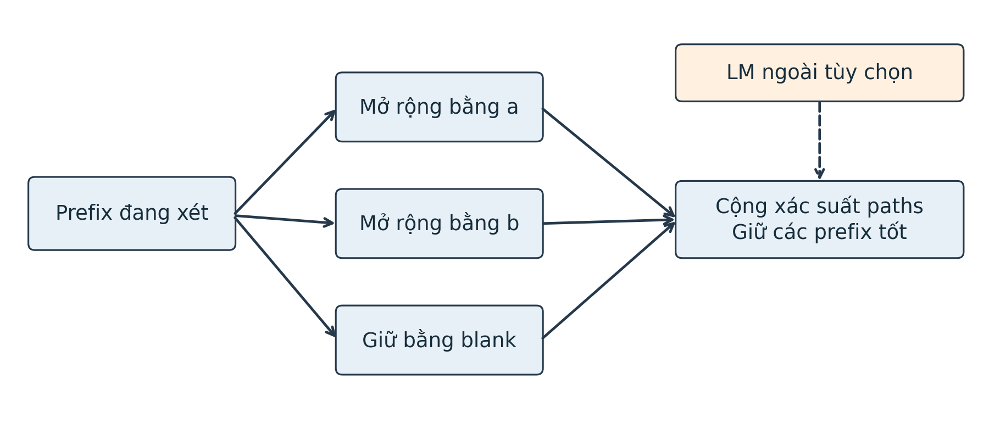 Prefix đang xét
Mở rộng bằng a
Mở rộng bằng b
Giữ bằng blank
LM ngoài tùy chọn
Cộng xác suất paths
Giữ các prefix tốt